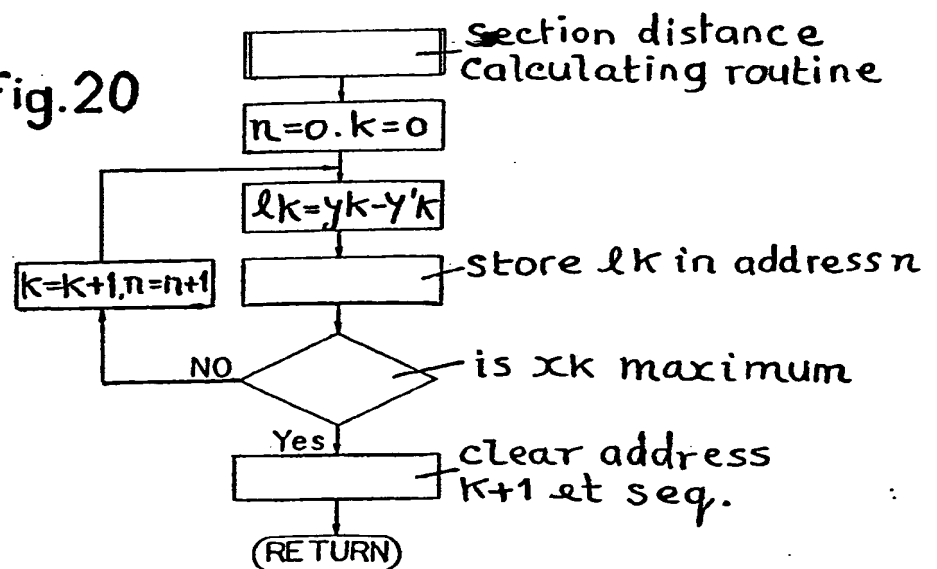 Fig.20
section distance
calculating routine
n=0.k=0
lk=yk-y'k
store lk in address n
k=k+1,n=n+1
is xk maximum
NO
Yes
clear address
k+1 et seq.
(RETURN)